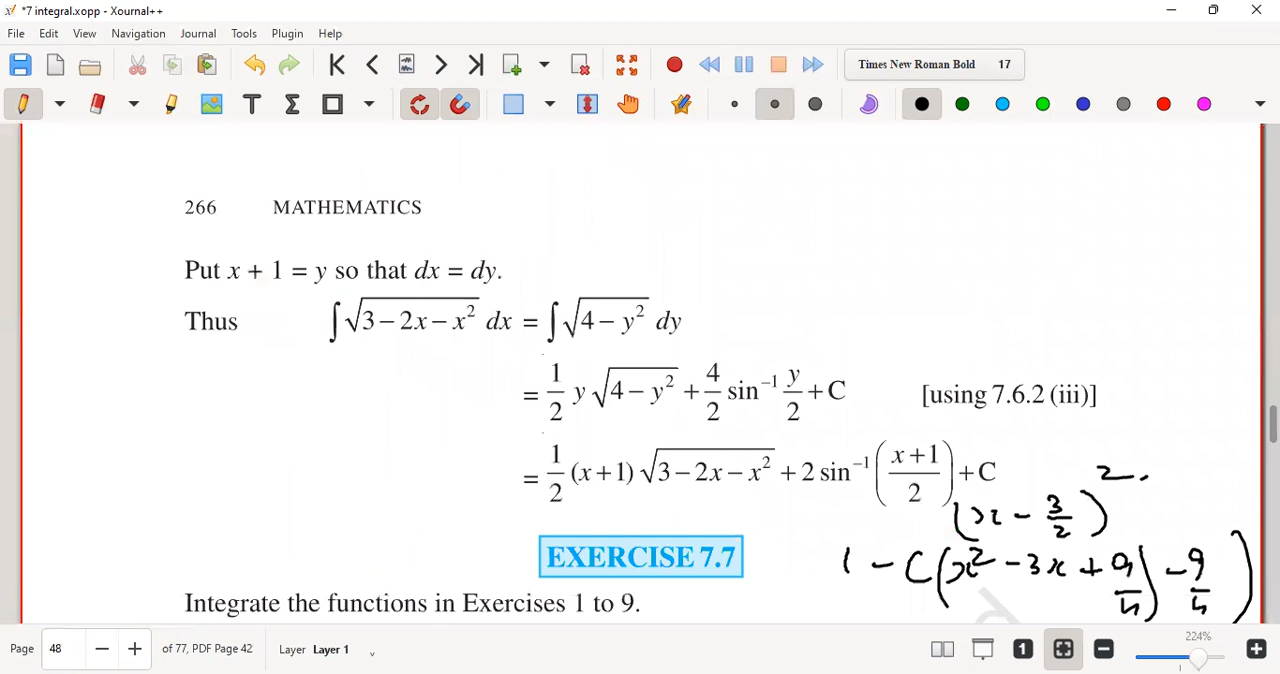 *7 integral.xopp - Xournal++
File Edit View Navigation Journal Tools Plugin Help
Times New Roman Bold 17
266 MATHEMATICS
Put x + 1 = y so that dx = dy.
Thus ∫√(3 – 2x – x²) dx = ∫√(4 – y²) dy
= 1/2 y √(4 – y²) + 4/2 sin⁻¹ y/2 + C [using 7.6.2 (iii)]
= 1/2 (x + 1) √(3 – 2x – x²) + 2 sin⁻¹ ((x + 1)/2) + C
(x - 3/2)²
1 - ((x² - 3x + 9/4) - 9/4)
EXERCISE 7.7
Integrate the functions in Exercises 1 to 9.
Page 48 of 77, PDF Page 42 Layer Layer 1 224%